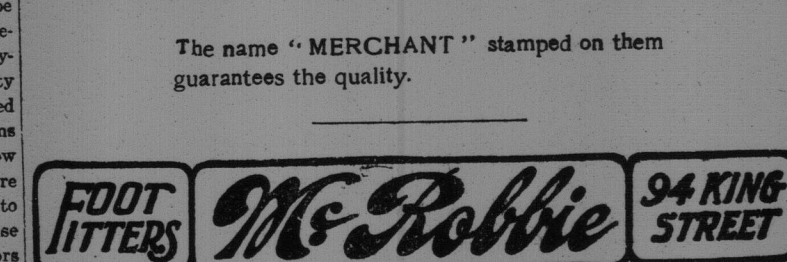 The name “ MERCHANT ” stamped on them
guarantees the quality.
FOOT
FITTERS
McRobbie
94 KING
STREET